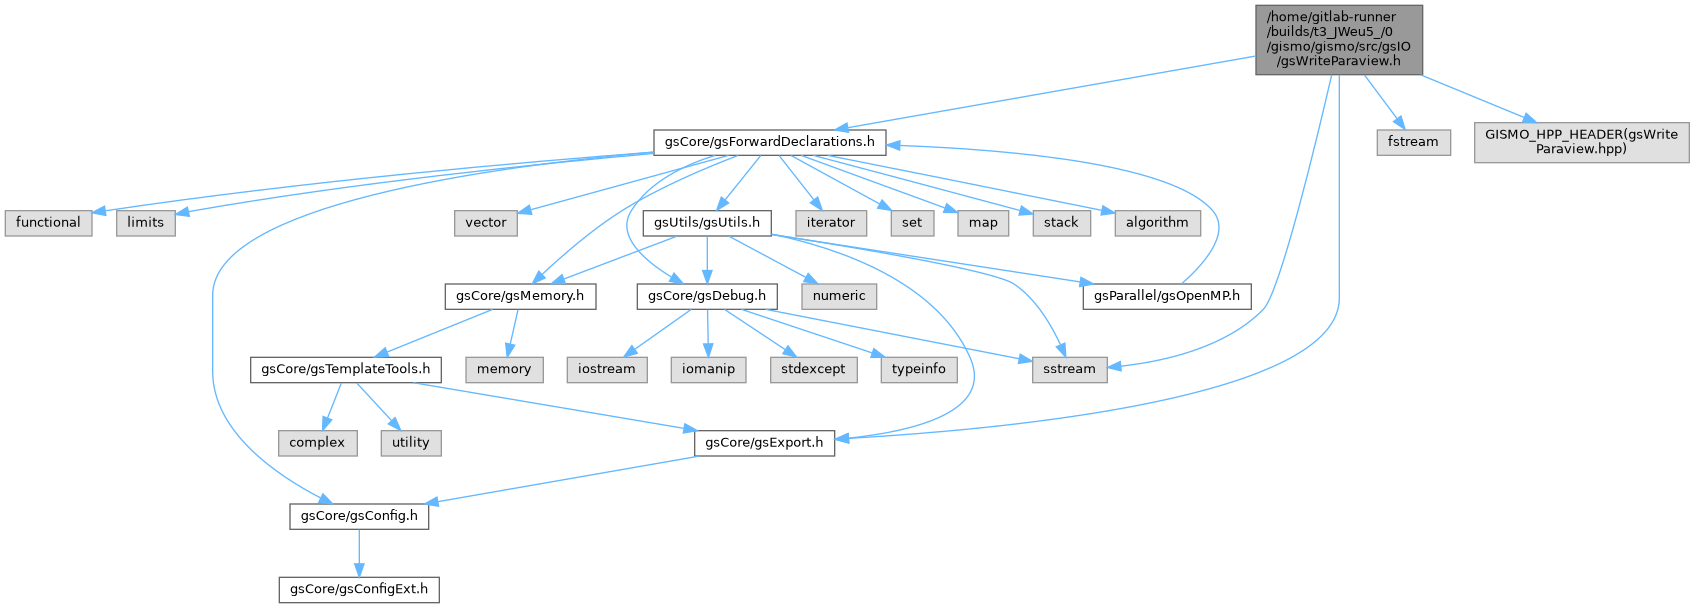 /home/gitlab-runner
/builds/t3_JWeu5_/0
/gismo/gismo/src/gsIO
/gsWriteParaview.h
gsCore/gsForwardDeclarations.h
fstream
GISMO_HPP_HEADER(gsWrite
Paraview.hpp)
functional
limits
vector
gsUtils/gsUtils.h
iterator
set
map
stack
algorithm
gsCore/gsMemory.h
gsCore/gsDebug.h
numeric
gsParallel/gsOpenMP.h
gsCore/gsTemplateTools.h
memory
iostream
iomanip
stdexcept
typeinfo
sstream
complex
utility
gsCore/gsExport.h
gsCore/gsConfig.h
gsCore/gsConfigExt.h